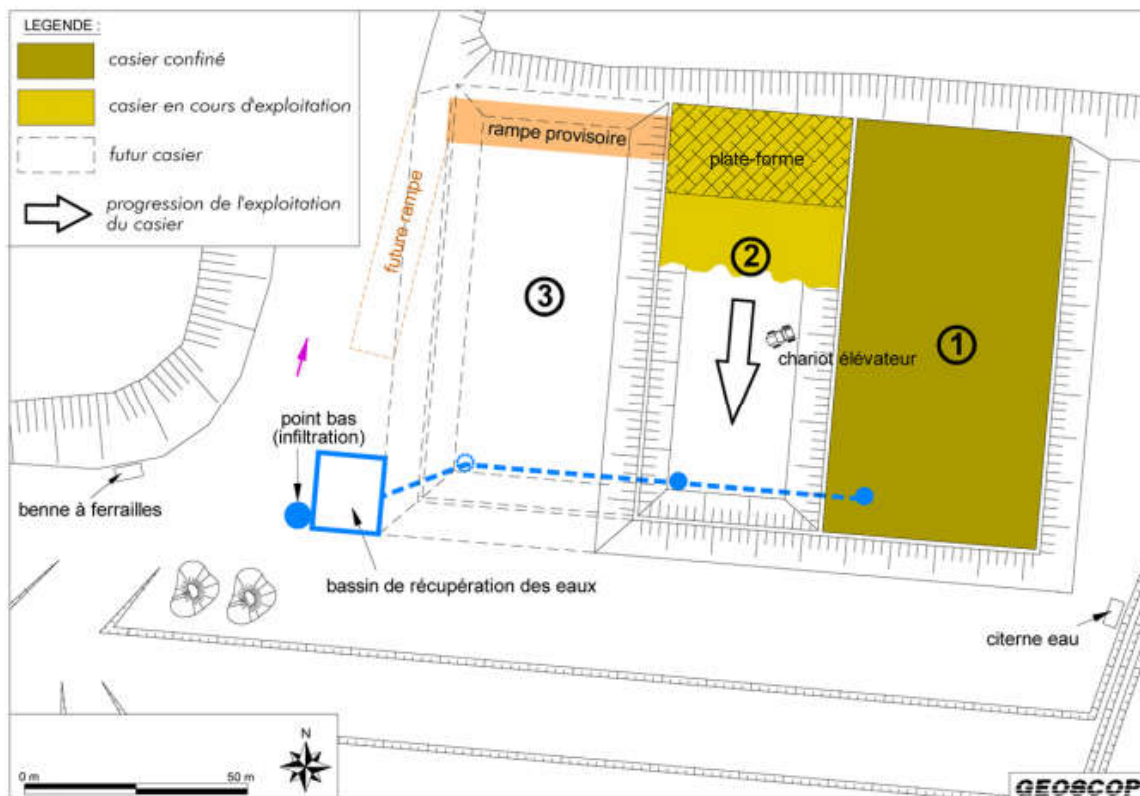 LEGENDE :
casier confiné
casier en cours d'exploitation
futur casier
progression de l'exploitation
du casier
rampe provisoire
plate-forme
future rampe
2
3
1
chariot élévateur
point bas
(infiltration)
benne à ferrailles
bassin de récupération des eaux
citerne eau
N
0 m
50 m
GEOSCOP